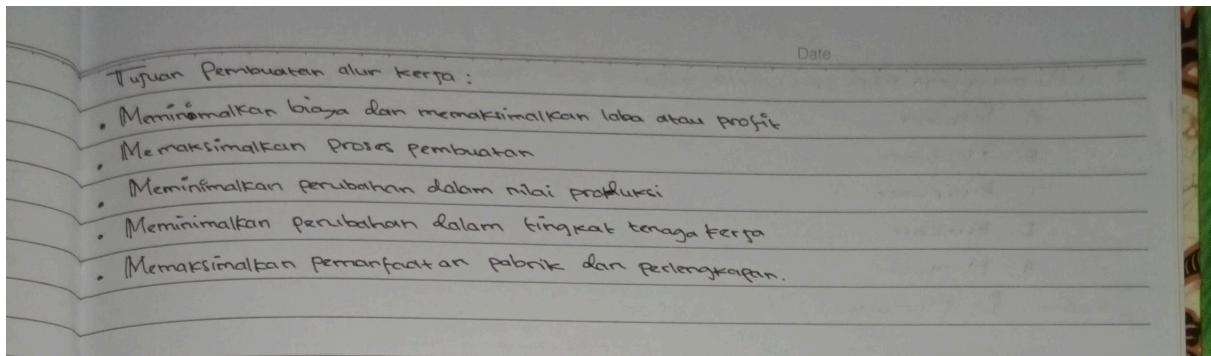 Date
Tujuan Pembuatan alur kerja :
• Meminimalkan biaya dan memaksimalkan laba atau profit
• Memaksimalkan proses pembuatan
• Meminimalkan perubahan dalam nilai produksi
• Meminimalkan perubahan dalam tingkat tenaga kerja
• Memaksimalkan pemanfaatan pabrik dan perlengkapan.